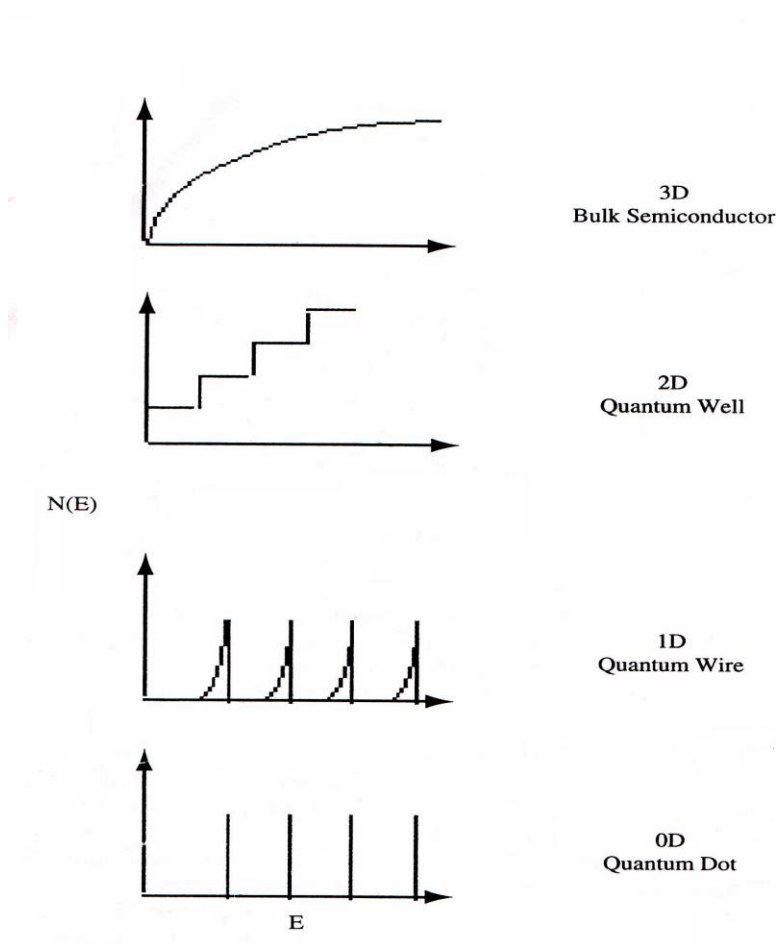 3D
Bulk Semiconductor
2D
Quantum Well
N(E)
1D
Quantum Wire
0D
Quantum Dot
E